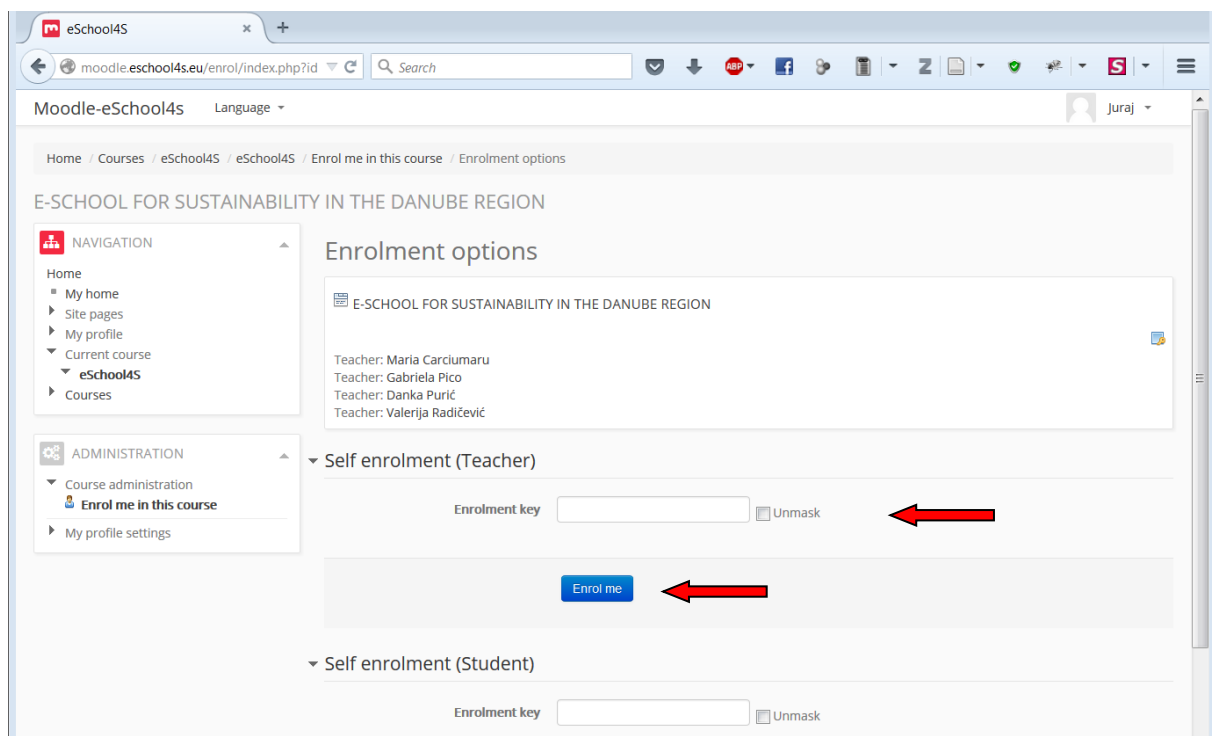 eSchool4S
moodle.eschool4s.eu/enrol/index.php?id
Search
ABP
Z
S
Moodle-eSchool4s Language
Juraj
Home / Courses / eSchool4S / eSchool4S / Enrol me in this course / Enrolment options
E-SCHOOL FOR SUSTAINABILITY IN THE DANUBE REGION
NAVIGATION
Home
My home
Site pages
My profile
Current course
eSchool4S
Courses
ADMINISTRATION
Course administration
Enrol me in this course
My profile settings
Enrolment options
E-SCHOOL FOR SUSTAINABILITY IN THE DANUBE REGION
Teacher: Maria Carciumaru
Teacher: Gabriela Pico
Teacher: Danka Purić
Teacher: Valerija Radičević
Self enrolment (Teacher)
Enrolment key
Unmask
Enrol me
Self enrolment (Student)
Enrolment key
Unmask